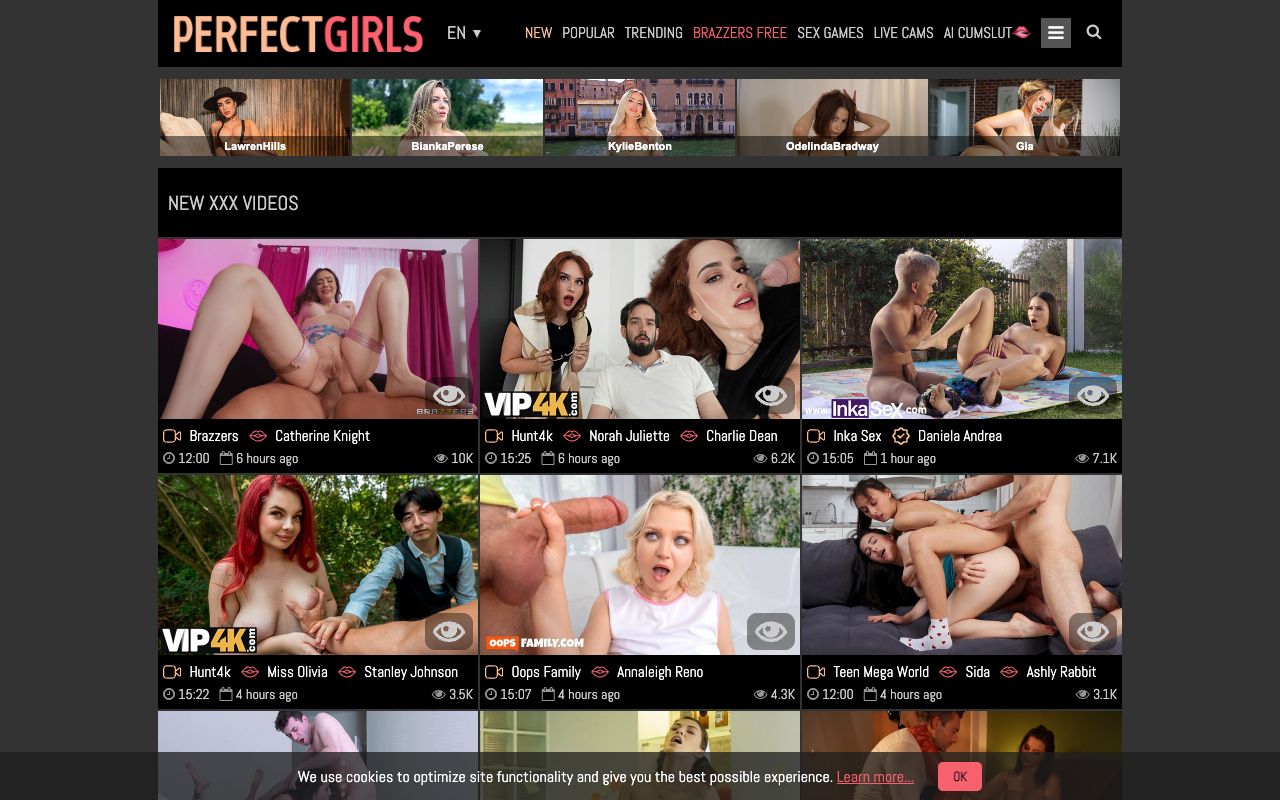 PERFECTGIRLS
EN ▼
NEW POPULAR TRENDING BRAZZERS FREE SEX GAMES LIVE CAMS AI CUMSLUT
LawrenHills BiankaPerese KylieBenton OdelindaBradway Gia
NEW XXX VIDEOS
BRAZZERS
VIP4K.com
www.InkaSex.com
Brazzers Catherine Knight
12:00 6 hours ago 10K
Hunt4k Norah Juliette Charlie Dean
15:25 6 hours ago 6.2K
Inka Sex Daniela Andrea
15:05 1 hour ago 7.1K
VIP4K.com
OOPS FAMILY.COM
Hunt4k Miss Olivia Stanley Johnson
15:22 4 hours ago 3.5K
Oops Family Annaleigh Reno
15:07 4 hours ago 4.3K
Teen Mega World Sida Ashly Rabbit
12:00 4 hours ago 3.1K
We use cookies to optimize site functionality and give you the best possible experience. Learn more... OK